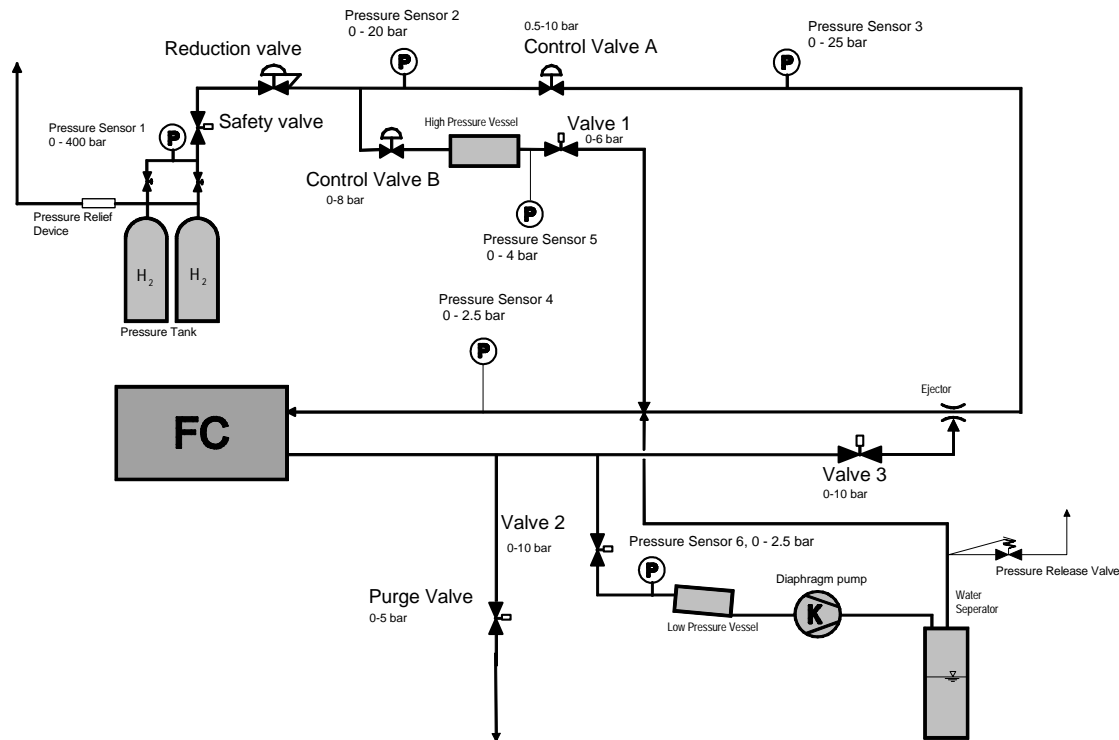 Pressure Sensor 2
0 - 20 bar
0.5-10 bar
Control Valve A
Pressure Sensor 3
0 - 25 bar
Reduction valve
P
P
Pressure Sensor 1
0 - 400 bar
P
Safety valve
High Pressure Vessel
Valve 1
0-6 bar
Control Valve B
0-8 bar
Pressure Relief
Device
P
Pressure Sensor 5
0 - 4 bar
H2
H2
Pressure Tank
Pressure Sensor 4
0 - 2.5 bar
P
Ejector
FC
Valve 3
0-10 bar
Valve 2
0-10 bar
Pressure Sensor 6, 0 - 2.5 bar
P
Pressure Release Valve
Diaphragm pump
K
Water
Seperator
Purge Valve
0-5 bar
Low Pressure Vessel